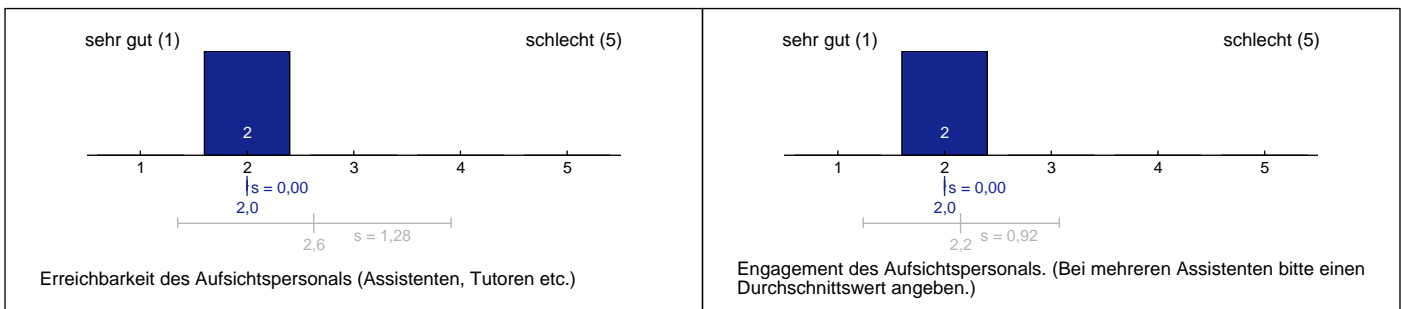 sehr gut (1) schlecht (5)
2
1 2 3 4 5
s = 0,00
2,0
2,6 s = 1,28
Erreichbarkeit des Aufsichtspersonals (Assistenten, Tutoren etc.)
sehr gut (1) schlecht (5)
2
1 2 3 4 5
s = 0,00
2,0
2,2 s = 0,92
Engagement des Aufsichtspersonals. (Bei mehreren Assistenten bitte einen
Durchschnittswert angeben.)